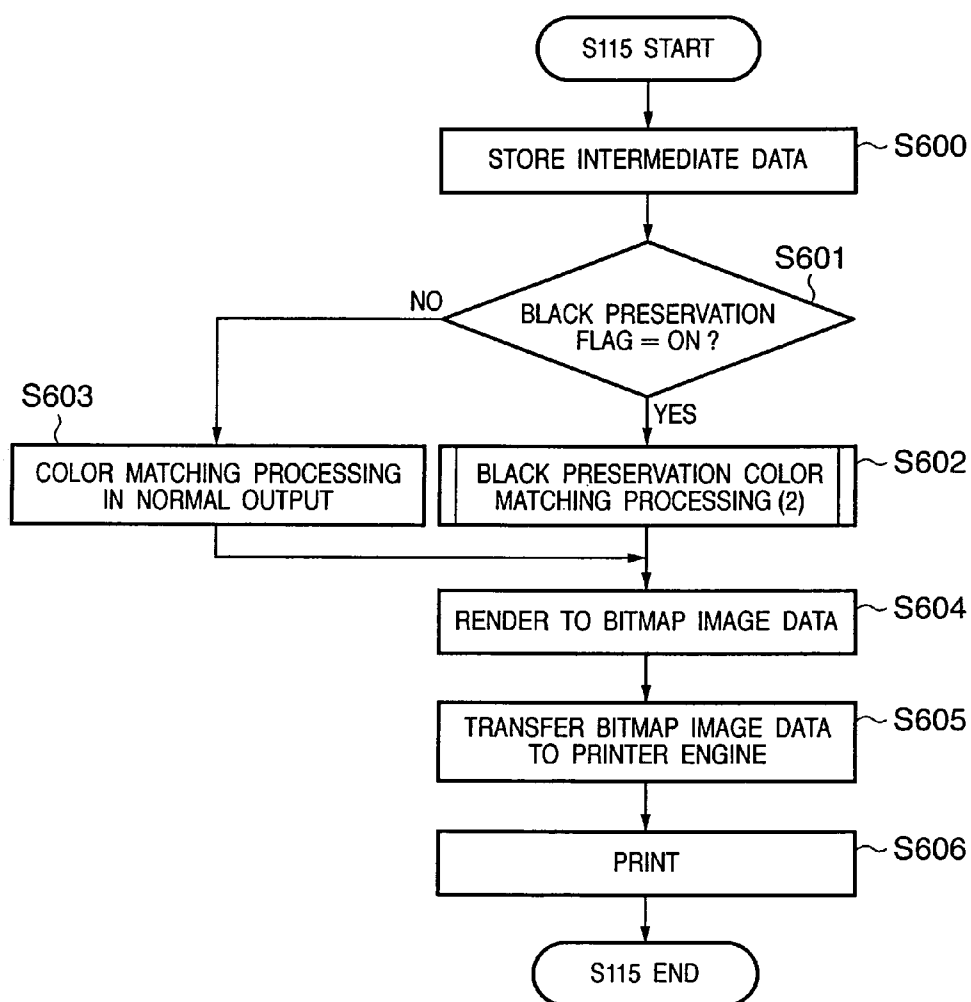 S115 START
STORE INTERMEDIATE DATA
S600
S601
NO
BLACK PRESERVATION
FLAG = ON ?
YES
S603
COLOR MATCHING PROCESSING
IN NORMAL OUTPUT
BLACK PRESERVATION COLOR
MATCHING PROCESSING (2)
S602
RENDER TO BITMAP IMAGE DATA
S604
TRANSFER BITMAP IMAGE DATA
TO PRINTER ENGINE
S605
PRINT
S606
S115 END